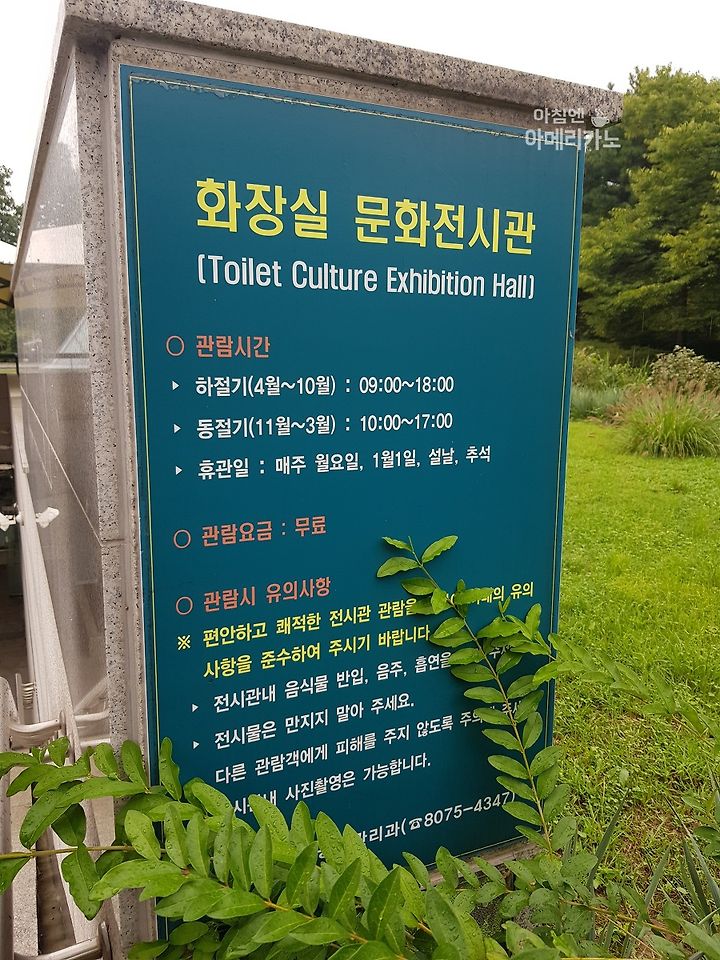 아침엔
아메리카노
화장실 문화전시관
(Toilet Culture Exhibition Hall)
○ 관람시간
▸ 하절기(4월~10월) : 09:00~18:00
▸ 동절기(11월~3월) : 10:00~17:00
▸ 휴관일 : 매주 월요일, 1월1일, 설날, 추석
○ 관람요금 : 무료
○ 관람시 유의사항
※ 편안하고 쾌적한 전시관 관람을 유의
사항을 준수하여 주시기 바랍니다
▸ 전시관내 음식물 반입, 음주, 흡연을
▸ 전시물은 만지지 말아 주세요.
다른 관람객에게 피해를 주지 않도록
사진촬영은 가능합니다.
(☎8075-4347)